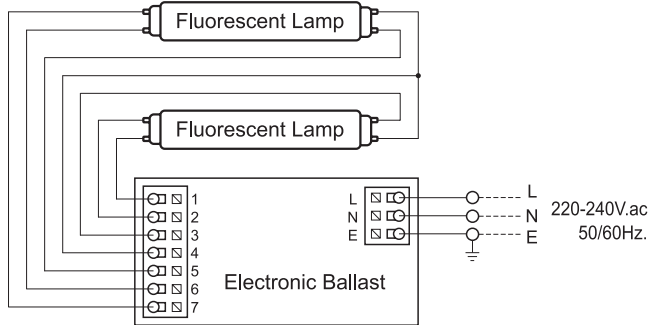 Fluorescent Lamp
Fluorescent Lamp
1
2
3
4
5
6
7
L
N
E
Electronic Ballast
L
N
E
220-240V.ac
50/60Hz.